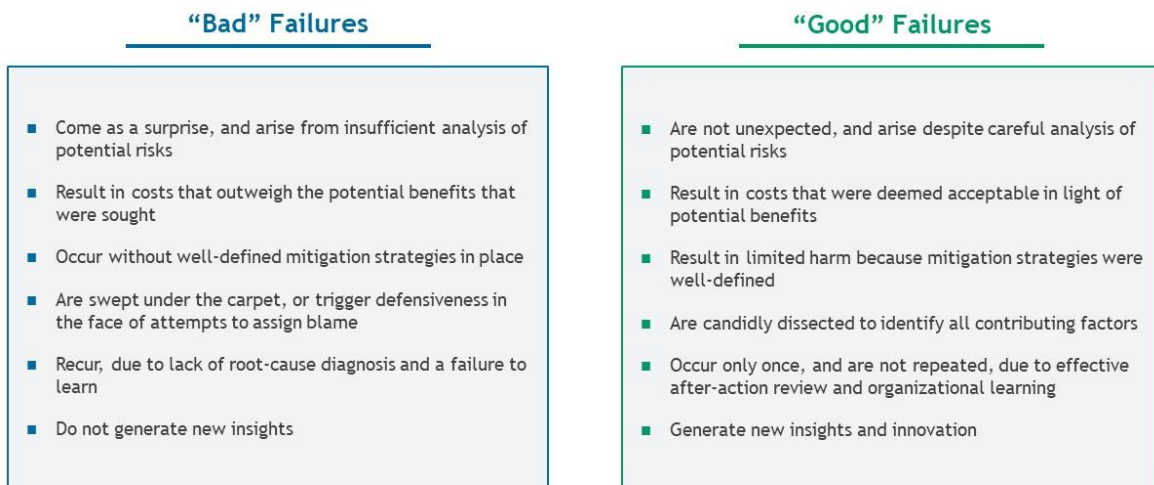 “Bad” Failures
■ Come as a surprise, and arise from insufficient analysis of
potential risks
■ Result in costs that outweigh the potential benefits that
were sought
■ Occur without well-defined mitigation strategies in place
■ Are swept under the carpet, or trigger defensiveness in
the face of attempts to assign blame
■ Recur, due to lack of root-cause diagnosis and a failure to
learn
■ Do not generate new insights
“Good” Failures
■ Are not unexpected, and arise despite careful analysis of
potential risks
■ Result in costs that were deemed acceptable in light of
potential benefits
■ Result in limited harm because mitigation strategies were
well-defined
■ Are candidly dissected to identify all contributing factors
■ Occur only once, and are not repeated, due to effective
after-action review and organizational learning
■ Generate new insights and innovation